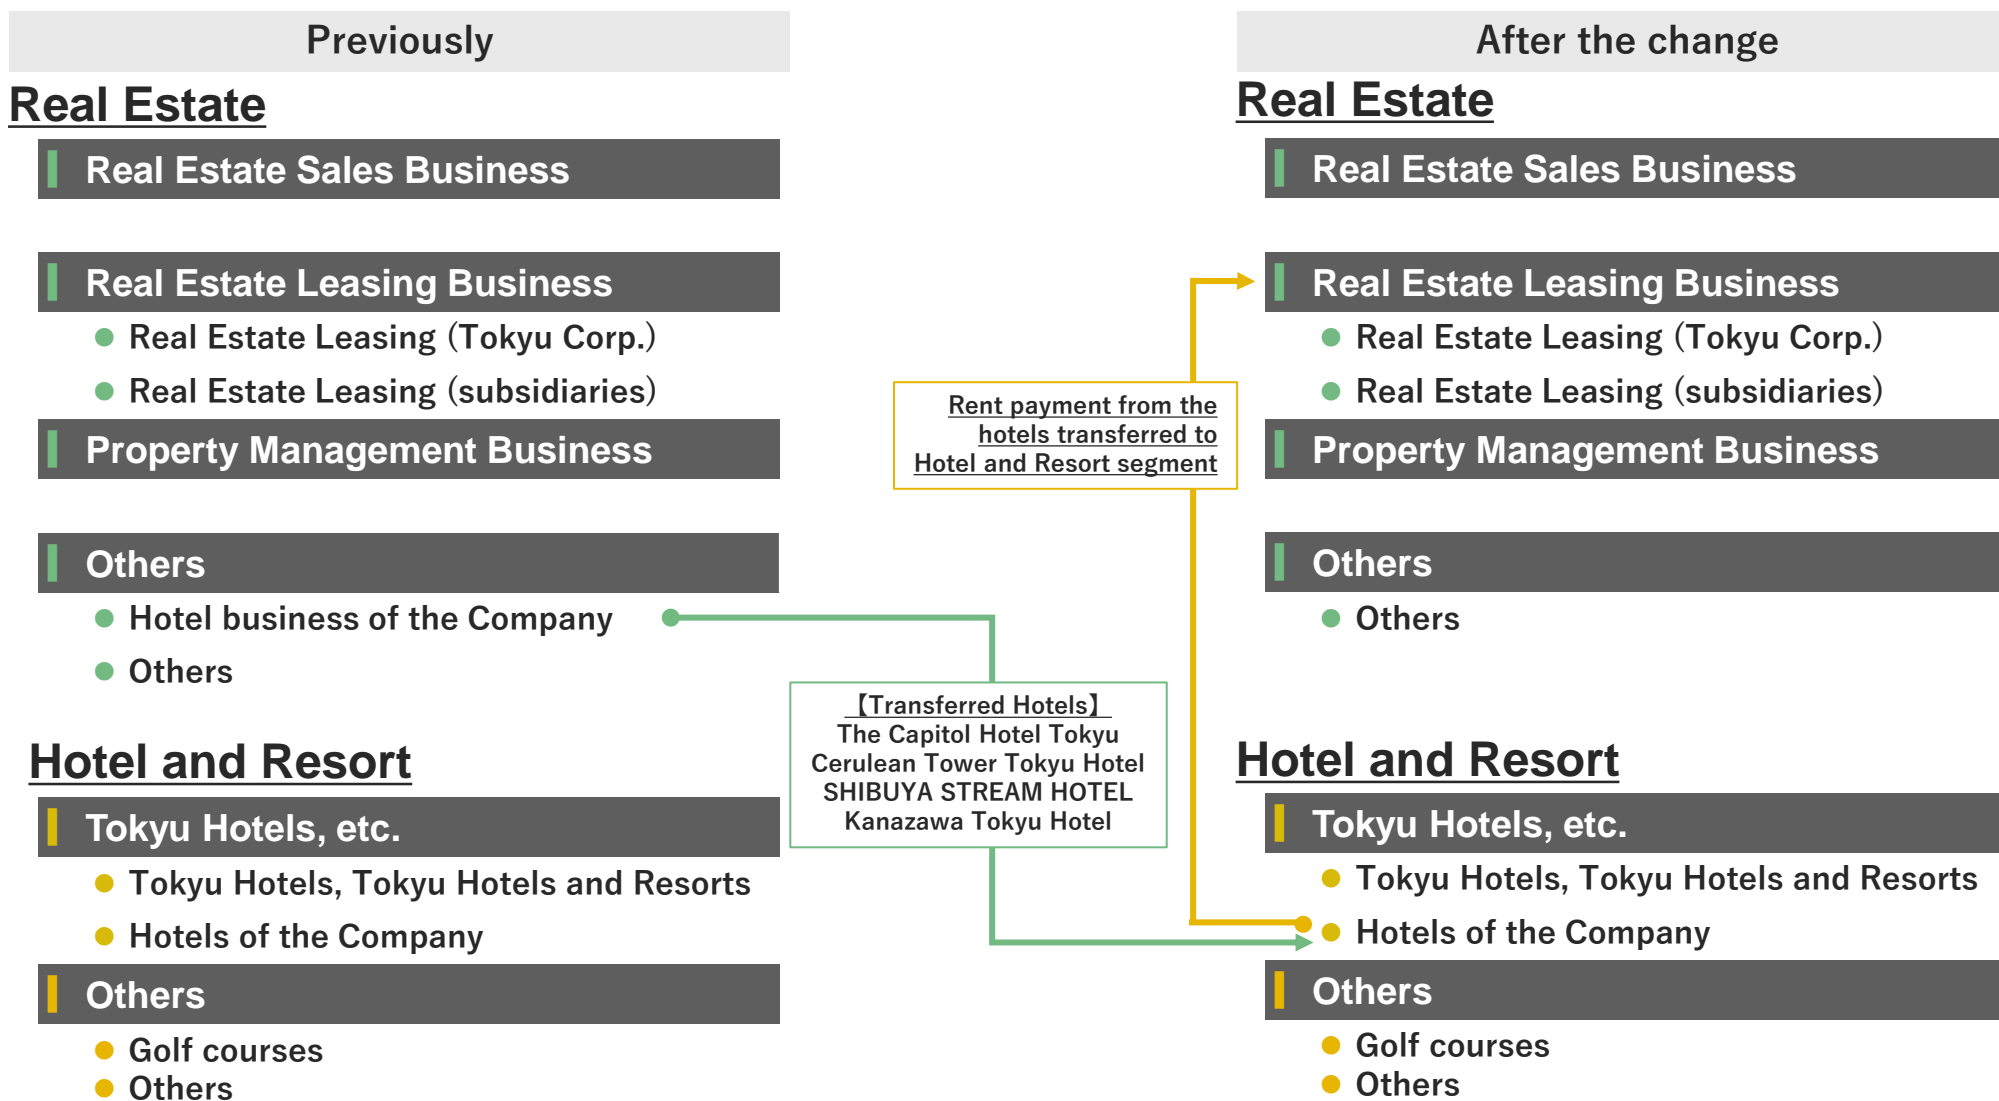 Previously
Real Estate
Real Estate Sales Business
Real Estate Leasing Business
Real Estate Leasing (Tokyu Corp.)
Real Estate Leasing (subsidiaries)
Property Management Business
Others
Hotel business of the Company
Others
Hotel and Resort
Tokyu Hotels, etc.
Tokyu Hotels, Tokyu Hotels and Resorts
Hotels of the Company
Others
Golf courses
Others
Rent payment from the
hotels transferred to
Hotel and Resort segment
【Transferred Hotels】
The Capitol Hotel Tokyu
Cerulean Tower Tokyu Hotel
SHIBUYA STREAM HOTEL
Kanazawa Tokyu Hotel
After the change
Real Estate
Real Estate Sales Business
Real Estate Leasing Business
Real Estate Leasing (Tokyu Corp.)
Real Estate Leasing (subsidiaries)
Property Management Business
Others
Others
Hotel and Resort
Tokyu Hotels, etc.
Tokyu Hotels, Tokyu Hotels and Resorts
Hotels of the Company
Others
Golf courses
Others